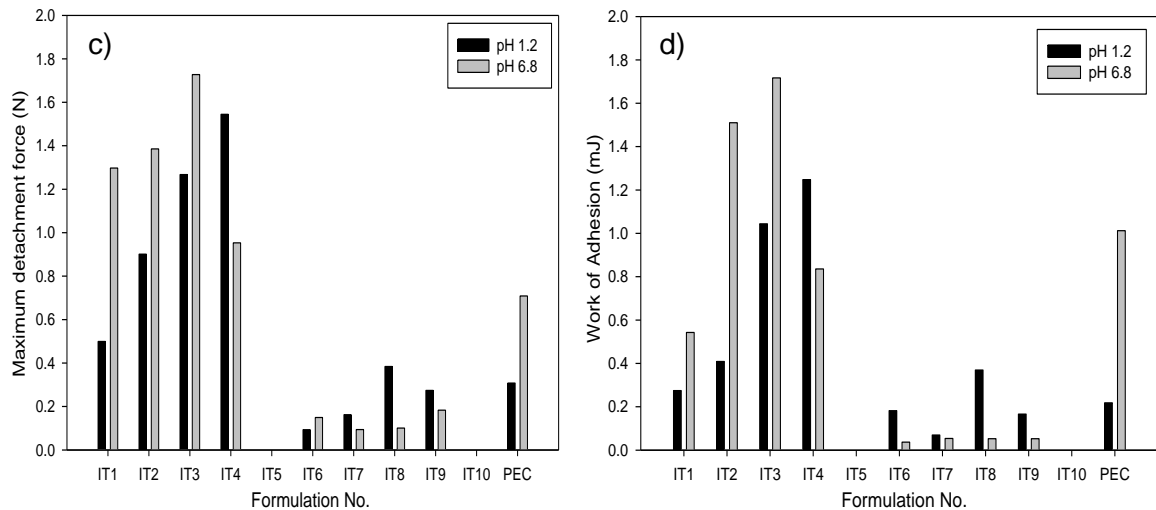 c)
pH 1.2
pH 6.8
Maximum detachment force (N)
2.0
1.8
1.6
1.4
1.2
1.0
0.8
0.6
0.4
0.2
0.0
IT1 IT2 IT3 IT4 IT5 IT6 IT7 IT8 IT9 IT10 PEC
Formulation No.
d)
pH 1.2
pH 6.8
Work of Adhesion (mJ)
2.0
1.8
1.6
1.4
1.2
1.0
0.8
0.6
0.4
0.2
0.0
IT1 IT2 IT3 IT4 IT5 IT6 IT7 IT8 IT9 IT10 PEC
Formulation No.